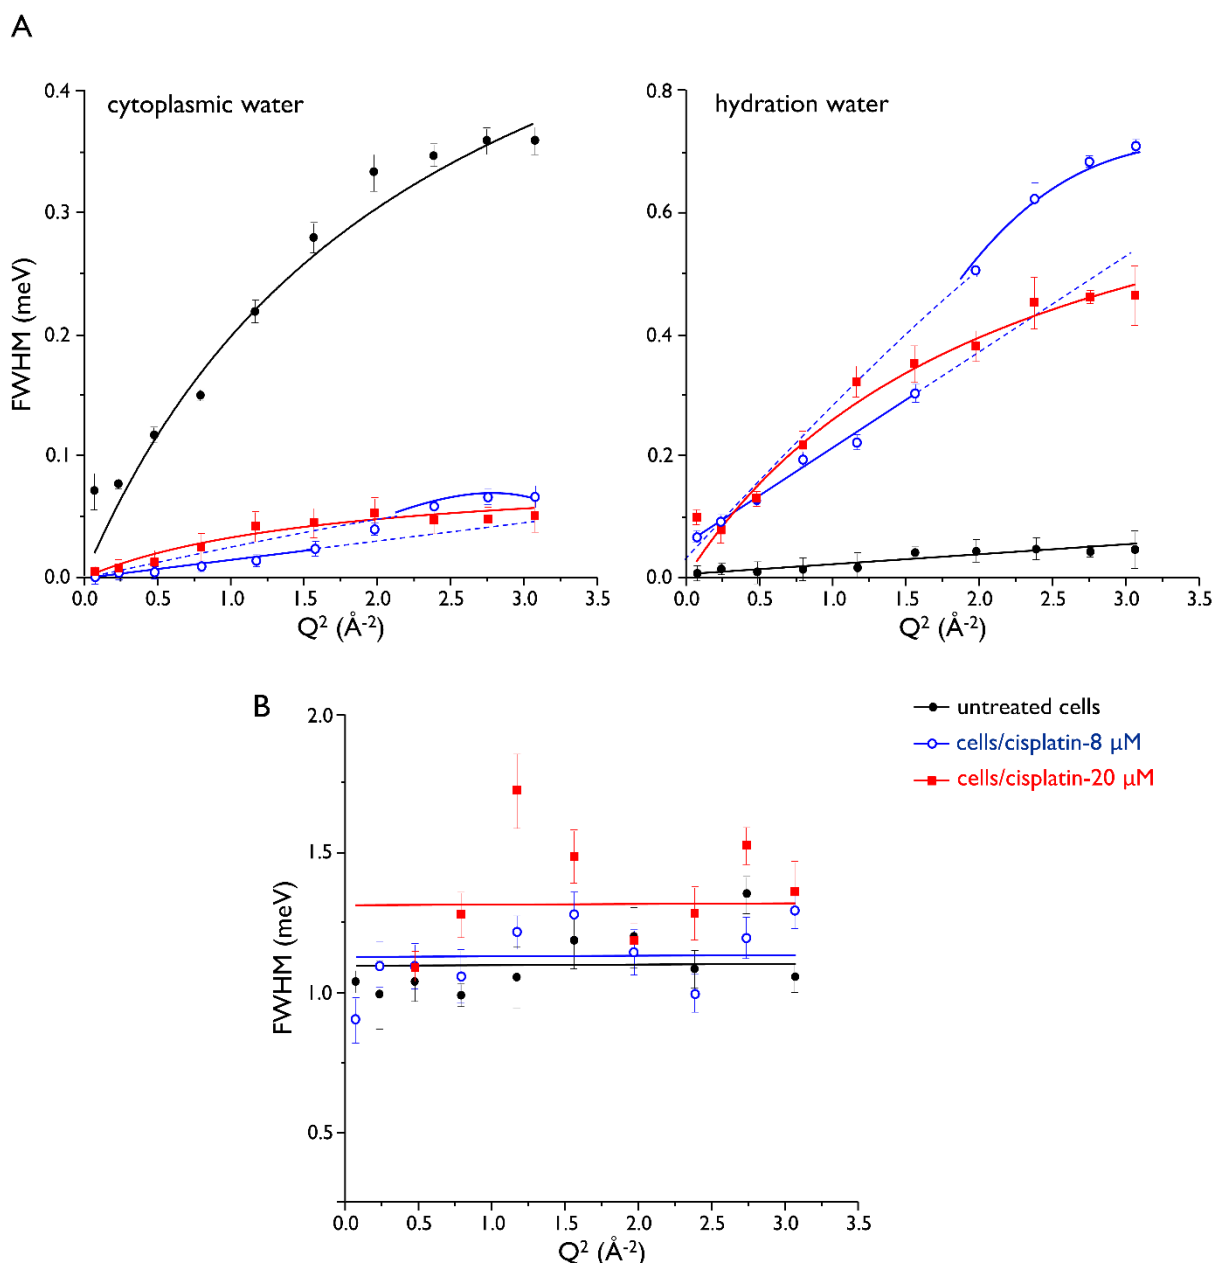 A
cytoplasmic water
FWHM (meV)
0.4
0.3
0.2
0.1
0.0
0.0 0.5 1.0 1.5 2.0 2.5 3.0 3.5
Q² (Å⁻²)
hydration water
0.8
0.6
0.4
0.2
0.0
0 0.5 1.0 1.5 2.0 2.5 3.0 3.5
Q² (Å⁻²)
B
FWHM (meV)
2.0
1.5
1.0
0.5
0.0 0.5 1.0 1.5 2.0 2.5 3.0 3.5
Q² (Å⁻²)
untreated cells
cells/cisplatin-8 µM
cells/cisplatin-20 µM